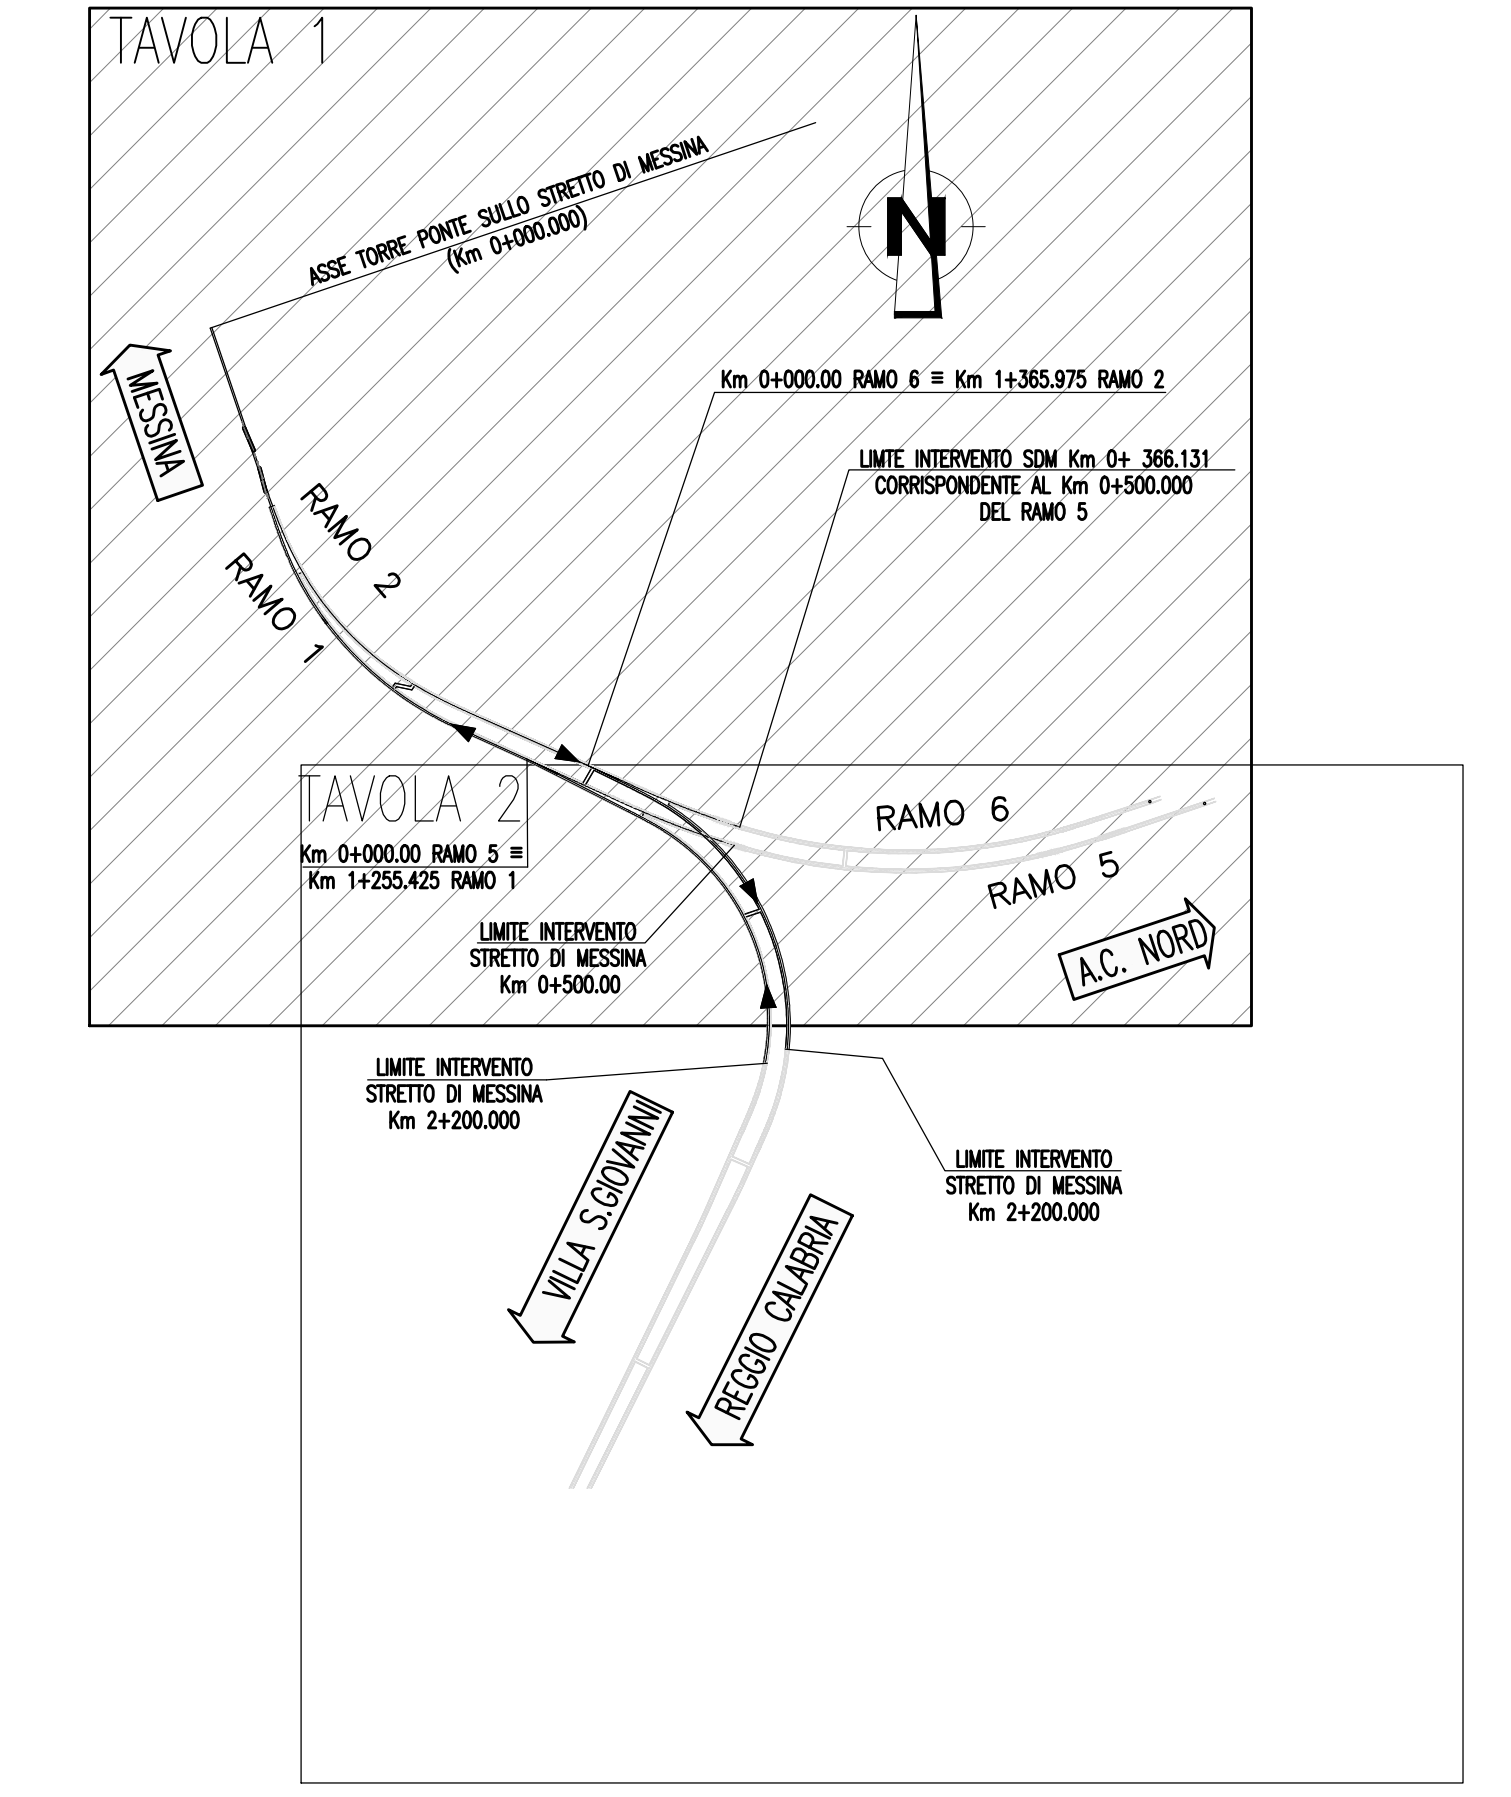 TAVOLA 1
ASSE TORRE PONTE SULLO STRETTO DI MESSINA
(Km 0+000.000)
N
MESSINA
Km 0+000.00 RAMO 6 ≡ Km 1+365.975 RAMO 2
LIMTE INTERVENTO SDM Km 0+ 366.131
CORRISPONDENTE AL Km 0+500.000
DEL RAMO 5
RAMO 2
RAMO 1
TAVOLA 2
Km 0+000.00 RAMO 5 ≡
Km 1+255.425 RAMO 1
RAMO 6
RAMO 5
A.C. NORD
LIMITE INTERVENTO
STRETTO DI MESSINA
Km 0+500.00
LIMITE INTERVENTO
STRETTO DI MESSINA
Km 2+200.000
VILLA S.GIOVANNII
LIMITE INTERVENTO
STRETTO DI MESSINA
Km 2+200.000
REGGIO CALABRIA